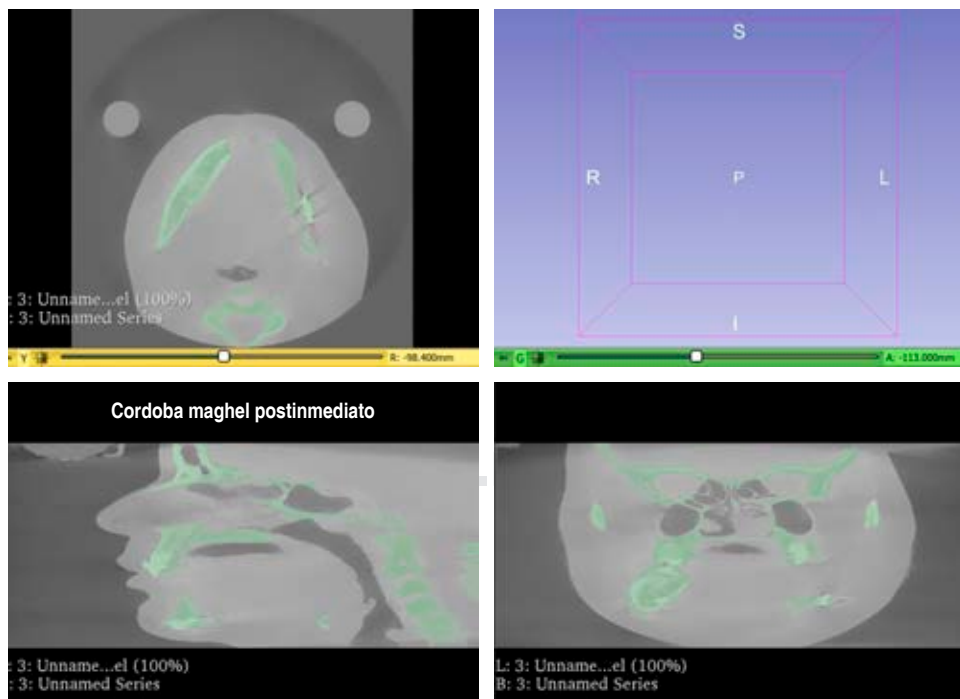 : 3: Unname...el (100%)
: 3: Unnamed Series
Y
R: -98.400mm
S
R
P
L
I
G
A: -113.000mm
Cordoba maghel postinmediato
: 3: Unname...el (100%)
: 3: Unnamed Series
L: 3: Unname...el (100%)
B: 3: Unnamed Series